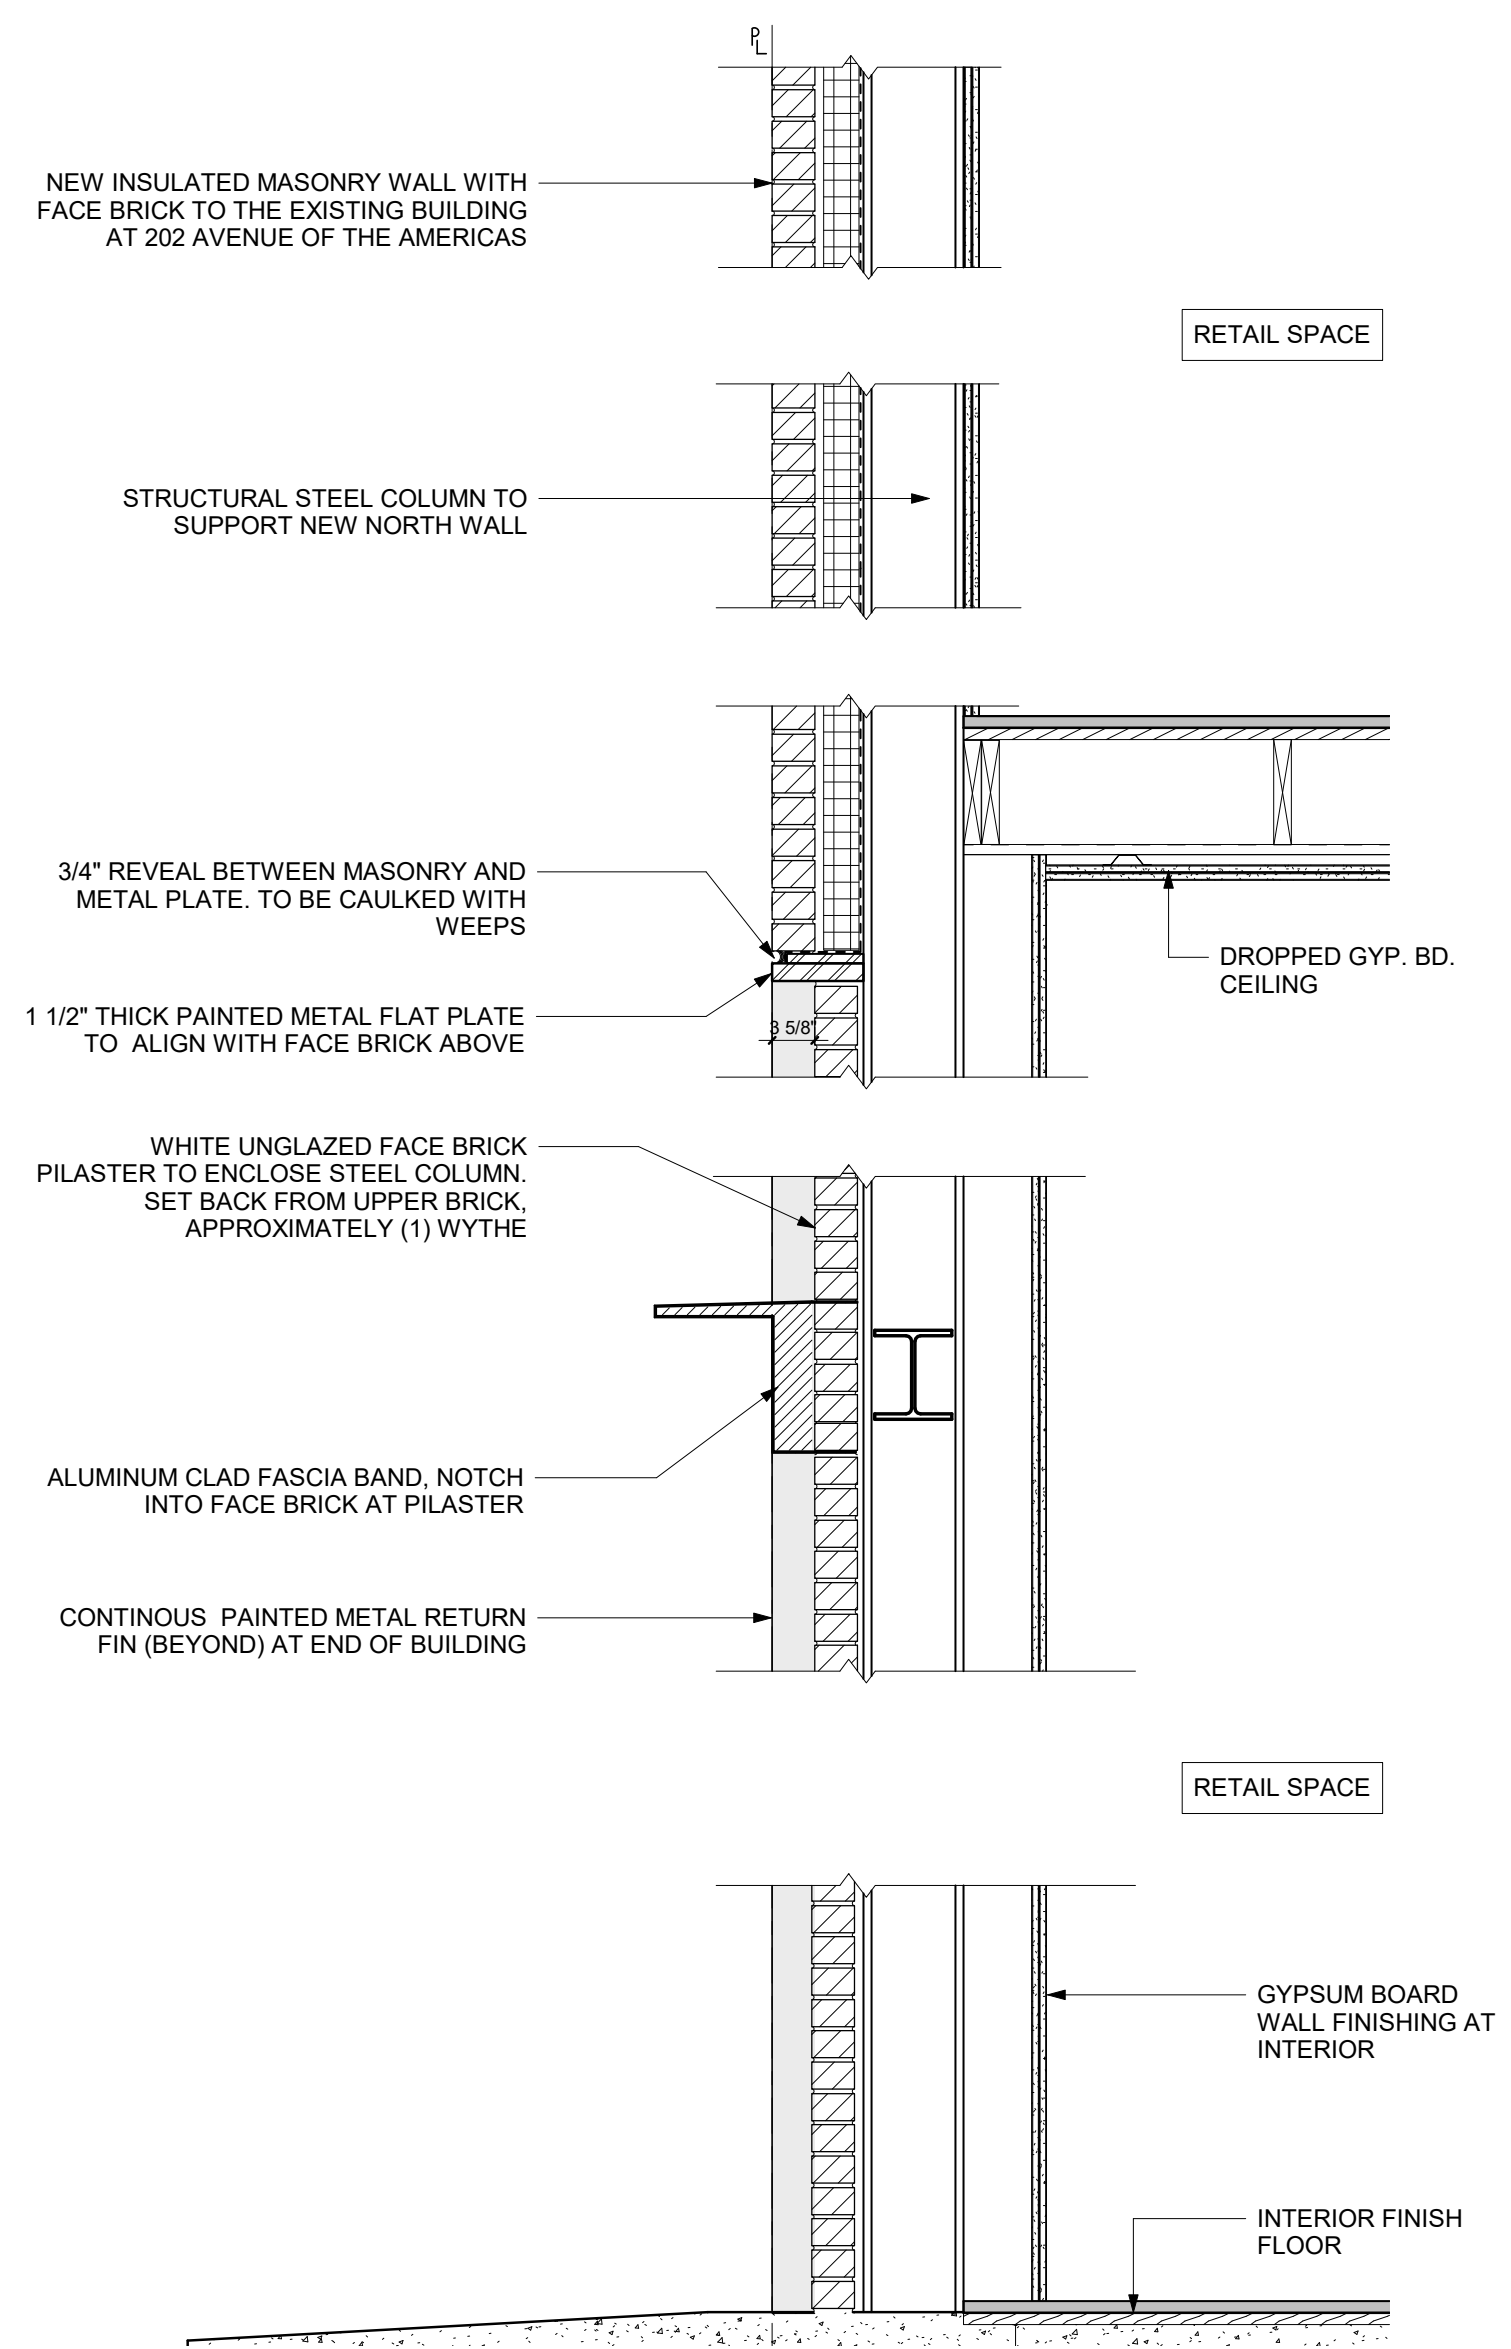 PL
NEW INSULATED MASONRY WALL WITH
FACE BRICK TO THE EXISTING BUILDING
AT 202 AVENUE OF THE AMERICAS
RETAIL SPACE
STRUCTURAL STEEL COLUMN TO
SUPPORT NEW NORTH WALL
3/4" REVEAL BETWEEN MASONRY AND
METAL PLATE. TO BE CAULKED WITH
WEEPS
DROPPED GYP. BD.
CEILING
1 1/2" THICK PAINTED METAL FLAT PLATE
TO ALIGN WITH FACE BRICK ABOVE
3 5/8"
WHITE UNGLAZED FACE BRICK
PILASTER TO ENCLOSE STEEL COLUMN.
SET BACK FROM UPPER BRICK,
APPROXIMATELY (1) WYTHE
ALUMINUM CLAD FASCIA BAND, NOTCH
INTO FACE BRICK AT PILASTER
CONTINOUS PAINTED METAL RETURN
FIN (BEYOND) AT END OF BUILDING
RETAIL SPACE
GYPSUM BOARD
WALL FINISHING AT
INTERIOR
INTERIOR FINISH
FLOOR